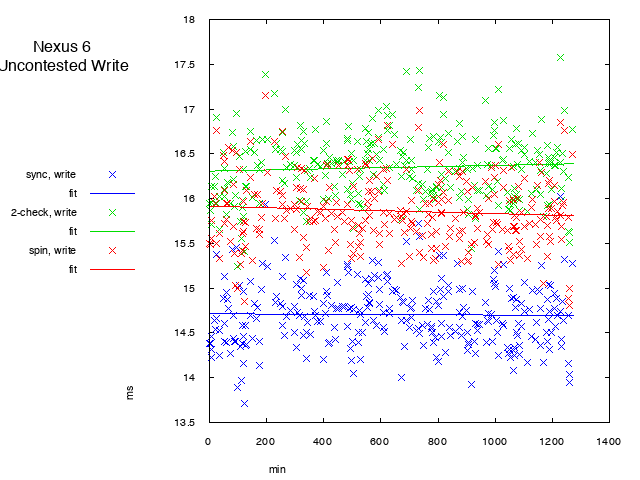 Nexus 6
Uncontested Write
sync, write
fit
2-check, write
fit
spin, write
fit
18
17.5
17
16.5
16
15.5
15
14.5
14
13.5
ms
0 200 400 600 800 1000 1200 1400
min